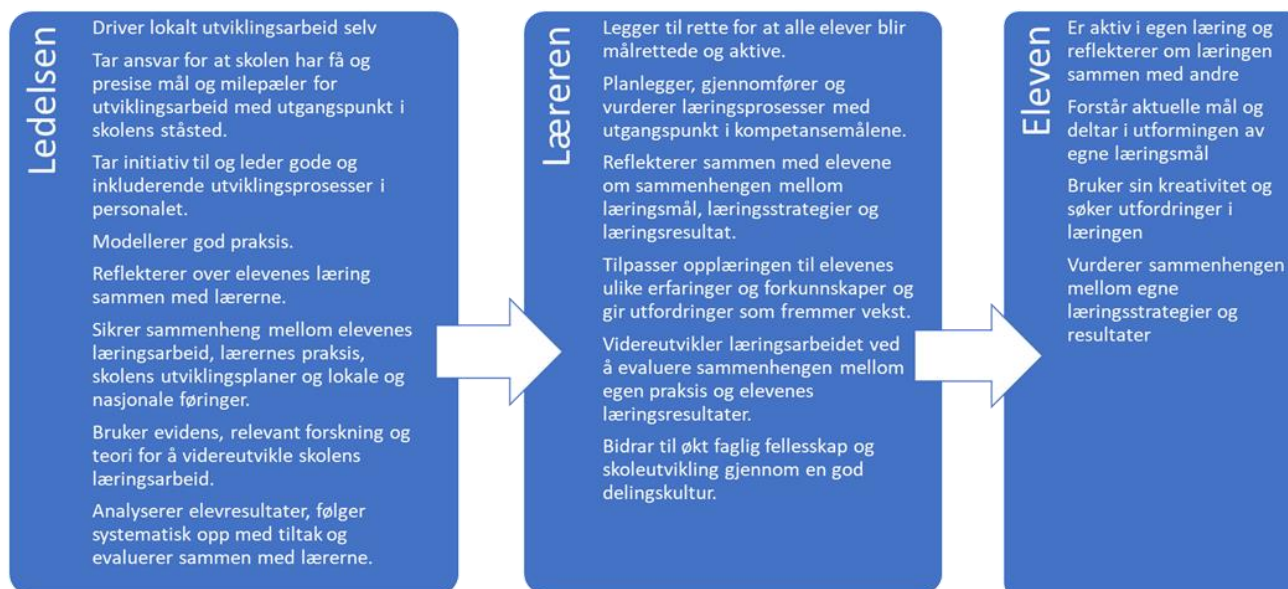 Ledelsen
Driver lokalt utviklingsarbeid selv
Tar ansvar for at skolen har få og
presise mål og milepæler for
utviklingsarbeid med utgangspunkt i
skolens ståsted.
Tar initiativ til og leder gode og
inkluderende utviklingsprosesser i
personalet.
Modellerer god praksis.
Reflekterer over elevenes læring
sammen med lærerne.
Sikrer sammenheng mellom elevenes
læringsarbeid, lærernes praksis,
skolens utviklingsplaner og lokale og
nasjonale føringer.
Bruker evidens, relevant forskning og
teori for å videreutvikle skolens
læringsarbeid.
Analyserer elevresultater, følger
systematisk opp med tiltak og
evaluerer sammen med lærerne.
Læreren
Legger til rette for at alle elever blir
målrettede og aktive.
Planlegger, gjennomfører og
vurderer læringsprosesser med
utgangspunkt i kompetansemålene.
Reflekterer sammen med elevene
om sammenhengen mellom
læringsmål, læringsstrategier og
læringsresultat.
Tilpasser opplæringen til elevenes
ulike erfaringer og forkunnskaper og
gir utfordringer som fremmer vekst.
Videreutvikler læringsarbeidet ved
å evaluere sammenhengen mellom
egen praksis og elevenes
læringsresultater.
Bidrar til økt faglig fellesskap og
skoleutvikling gjennom en god
delingskultur.
Eleven
Er aktiv i egen læring og
reflekterer om læringen
sammen med andre
Forstår aktuelle mål og
deltar i utformingen av
egne læringsmål
Bruker sin kreativitet og
søker utfordringer i
læringen
Vurderer sammenhengen
mellom egne
læringsstrategier og
resultater